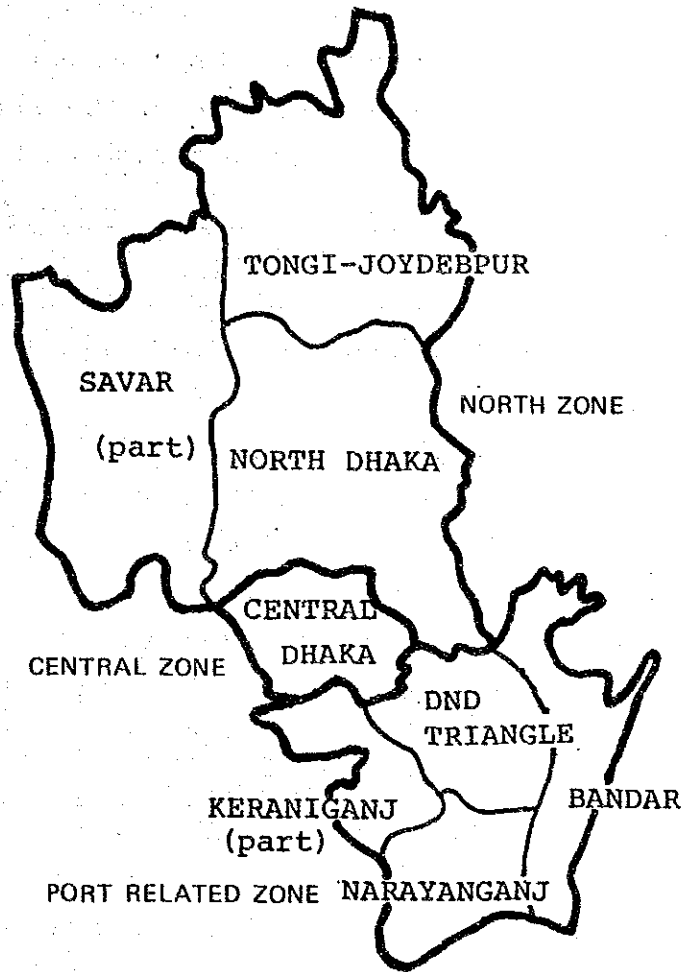 TONGI-JOYDEBPUR
SAVAR
(part)
NORTH ZONE
NORTH DHAKA
CENTRAL
DHAKA
CENTRAL ZONE
DND
TRIANGLE
BANDAR
KERANIGANJ
(part)
PORT RELATED ZONE
NARAYANGANJ